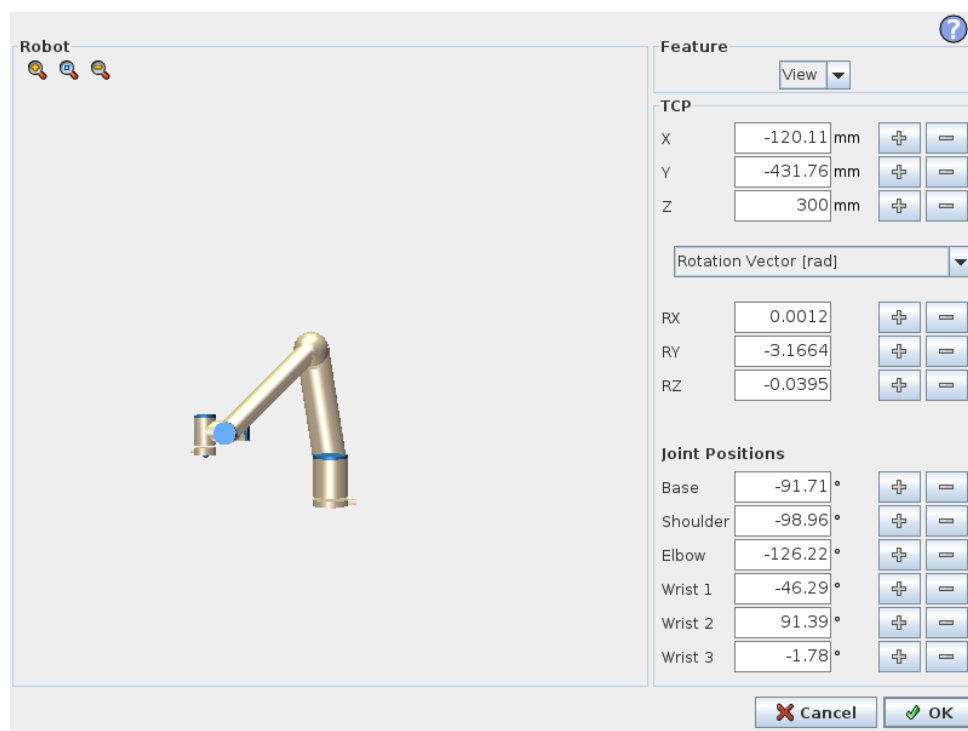 Robot
Feature
View
TCP
X -120.11 mm
Y -431.76 mm
Z 300 mm
Rotation Vector [rad]
RX 0.0012
RY -3.1664
RZ -0.0395
Joint Positions
Base -91.71 °
Shoulder -98.96 °
Elbow -126.22 °
Wrist 1 -46.29 °
Wrist 2 91.39 °
Wrist 3 -1.78 °
Cancel OK